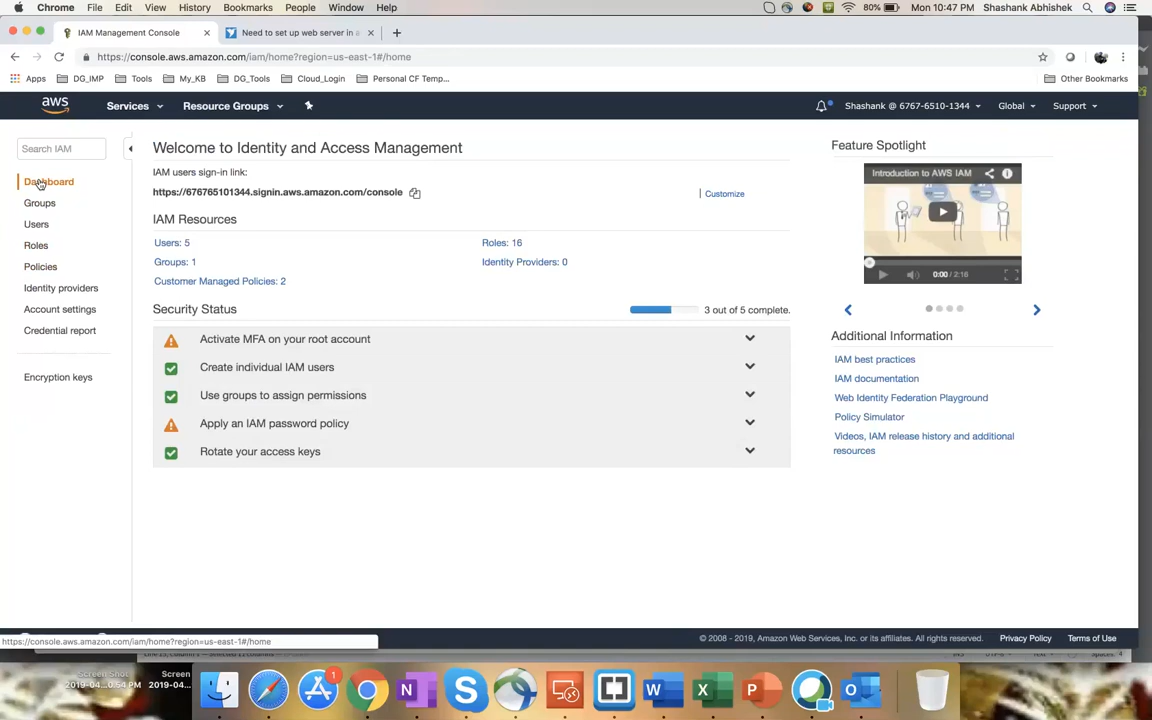 Chrome File Edit View History Bookmarks People Window Help 80% Mon 10:47 PM Shashank Abhishek
IAM Management Console × Need to set up web server in a × +
https://console.aws.amazon.com/iam/home?region=us-east-1#/home
Apps DG_IMP Tools My_KB DG_Tools Cloud_Login Personal CF Temp... Other Bookmarks
aws Services Resource Groups Shashank @ 6767-6510-1344 Global Support
Search IAM
Dashboard
Groups
Users
Roles
Policies
Identity providers
Account settings
Credential report
Encryption keys
Welcome to Identity and Access Management
IAM users sign-in link:
https://676765101344.signin.aws.amazon.com/console
Customize
IAM Resources
Users: 5 Roles: 16
Groups: 1 Identity Providers: 0
Customer Managed Policies: 2
Security Status 3 out of 5 complete.
Activate MFA on your root account
Create individual IAM users
Use groups to assign permissions
Apply an IAM password policy
Rotate your access keys
Feature Spotlight
Introduction to AWS IAM
0:00 / 2:16
Additional Information
IAM best practices
IAM documentation
Web Identity Federation Playground
Policy Simulator
Videos, IAM release history and additional
resources
https://console.aws.amazon.com/iam/home?region=us-east-1#/home
© 2008 - 2019, Amazon Web Services, Inc. or its affiliates. All rights reserved. Privacy Policy Terms of Use
Screen Shot Screen
2019-04....0.54 PM 2019-04....
1